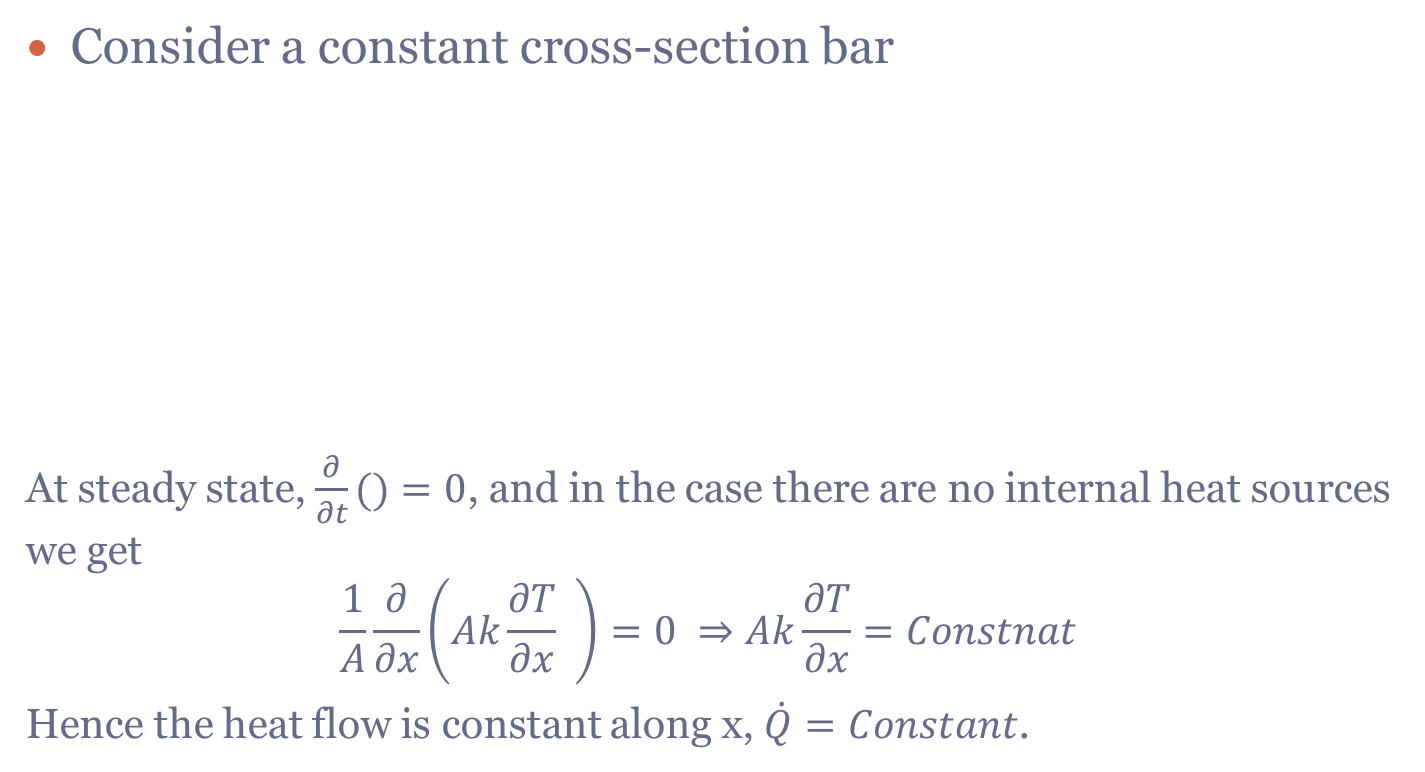 • Consider a constant cross-section bar
At steady state, ∂/∂t () = 0, and in the case there are no internal heat sources
we get
1/A ∂/∂x (Ak ∂T/∂x) = 0 ⇒ Ak ∂T/∂x = Constnat
Hence the heat flow is constant along x, Q̇ = Constant.